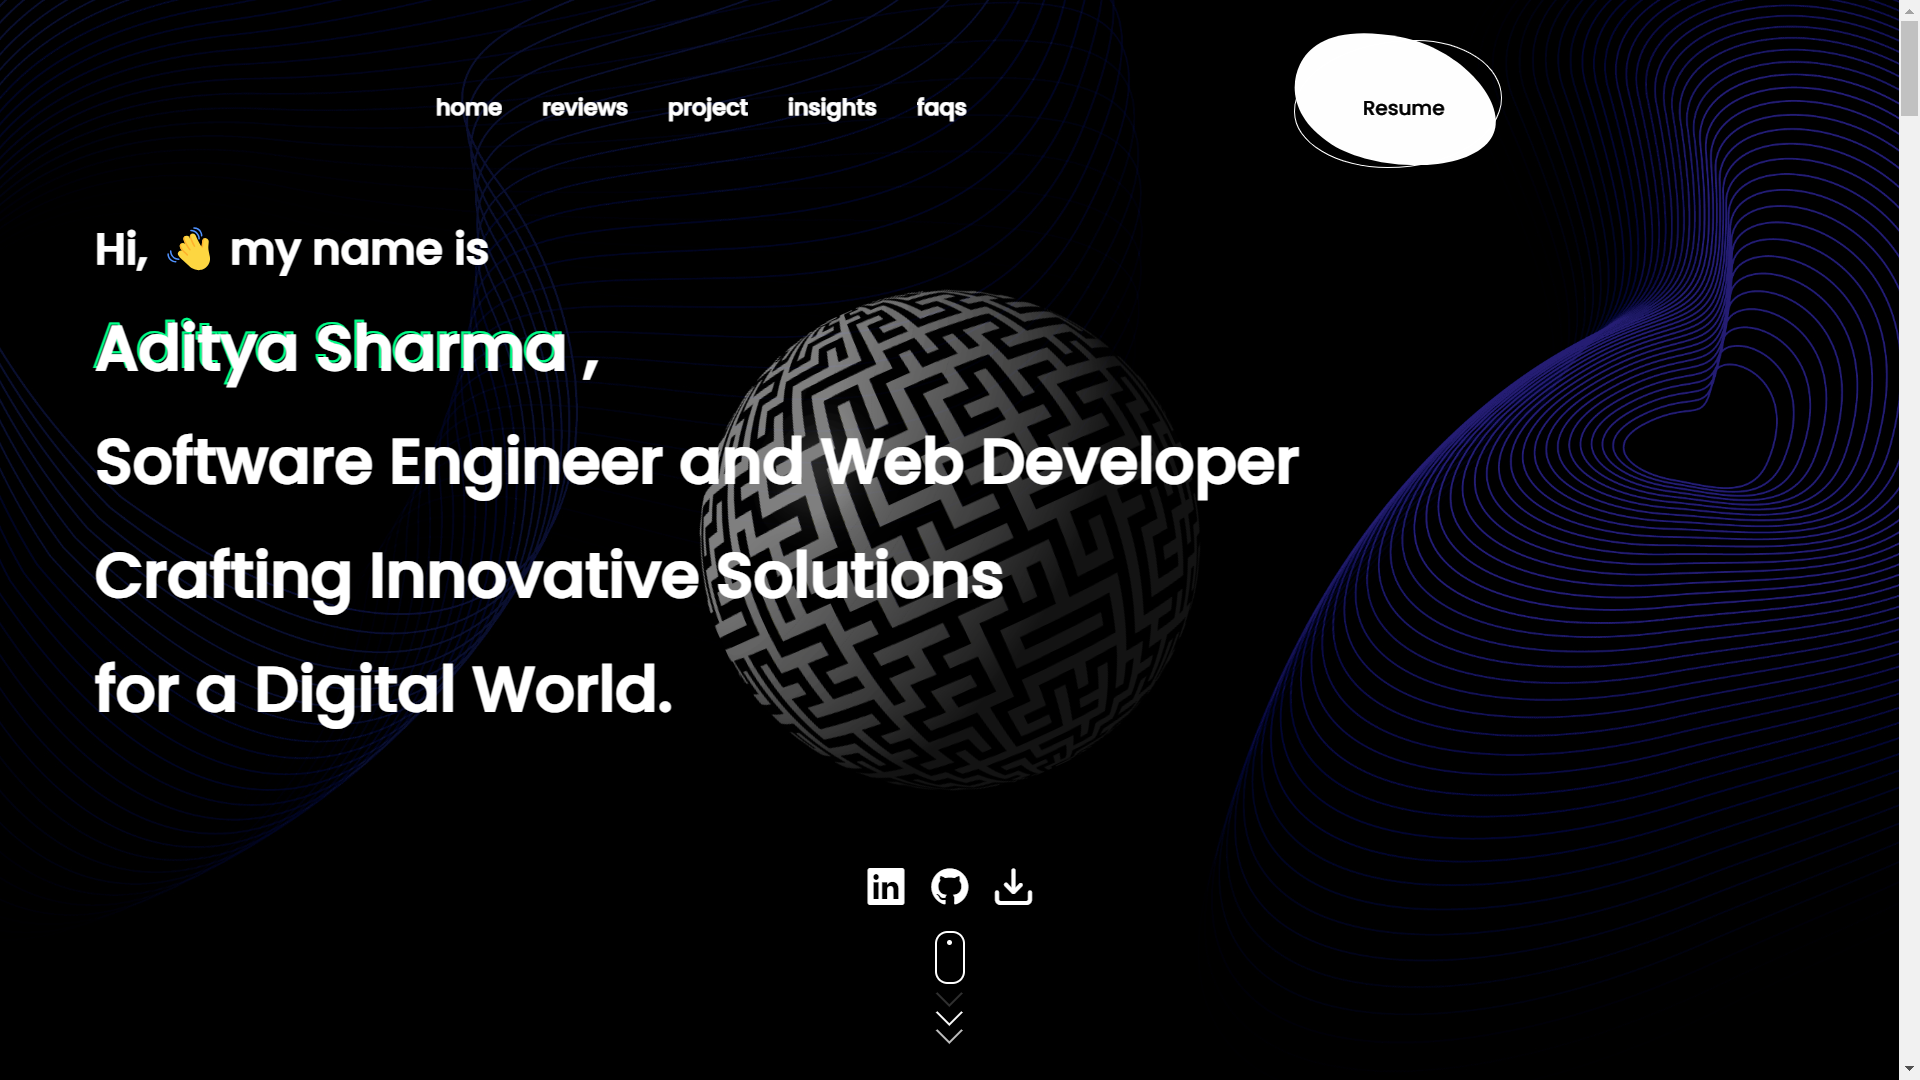 home reviews project insights faqs Resume
Hi, 👋 my name is
Aditya Sharma ,
Software Engineer and Web Developer
Crafting Innovative Solutions
for a Digital World.
in